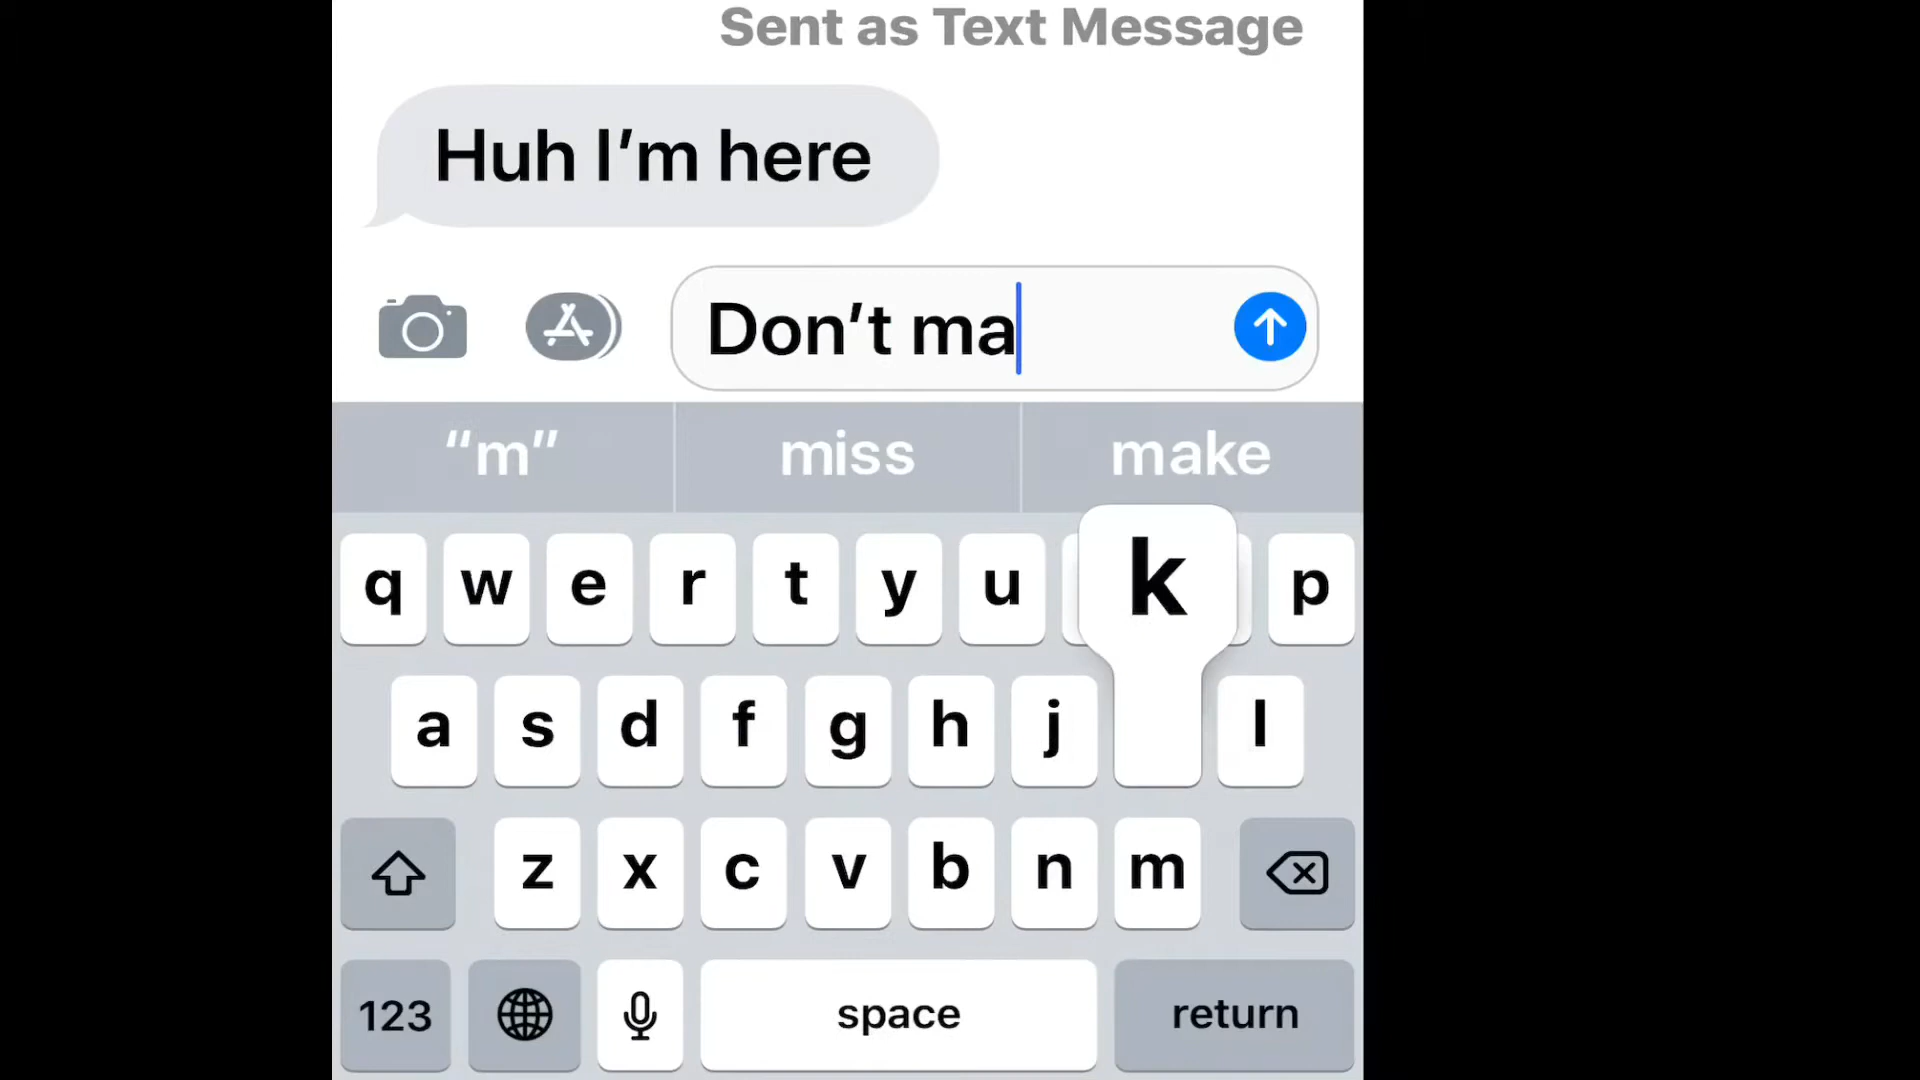 Sent as Text Message
Huh I’m here
Don’t ma
“m” miss make
q w e r t y u k p
a s d f g h j l
z x c v b n m
123 space return